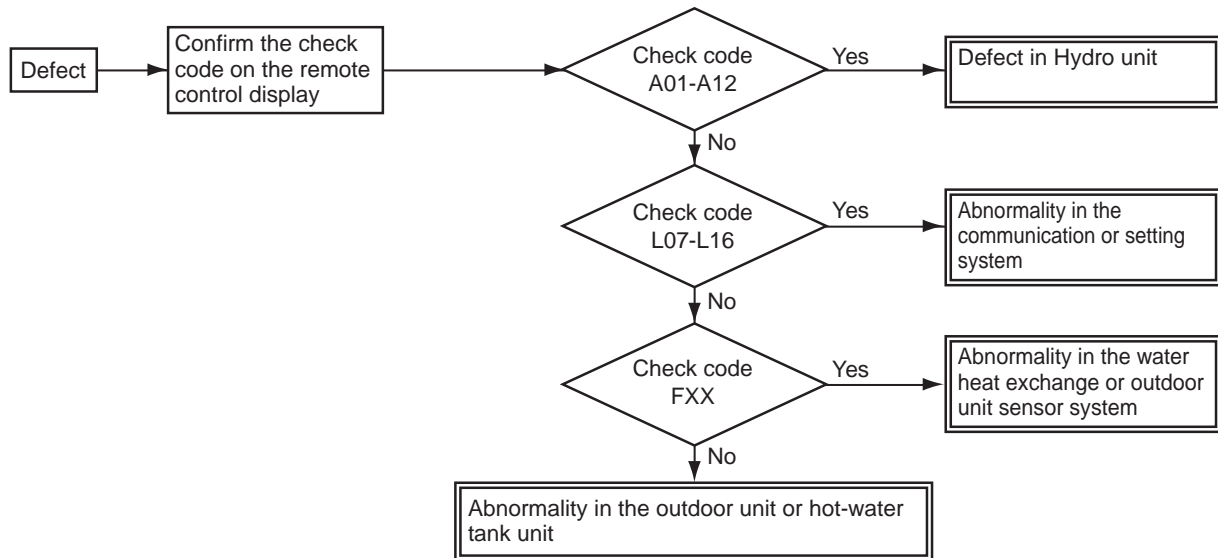 Defect
Confirm the check
code on the remote
control display
Check code
A01-A12
Yes
Defect in Hydro unit
No
Check code
L07-L16
Yes
Abnormality in the
communication or setting
system
No
Check code
FXX
Yes
Abnormality in the water
heat exchange or outdoor
unit sensor system
No
Abnormality in the outdoor unit or hot-water
tank unit